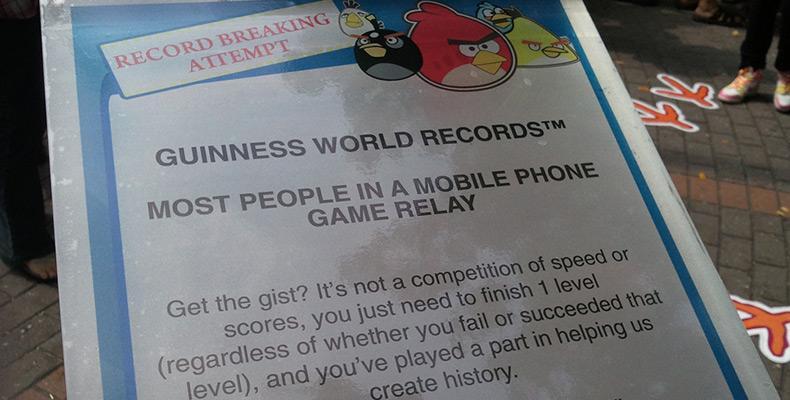 RECORD BREAKING
ATTEMPT
GUINNESS WORLD RECORDS™
MOST PEOPLE IN A MOBILE PHONE
GAME RELAY
Get the gist? It's not a competition of speed or
scores, you just need to finish 1 level
(regardless of whether you fail or succeeded that
level), and you've played a part in helping us
create history.